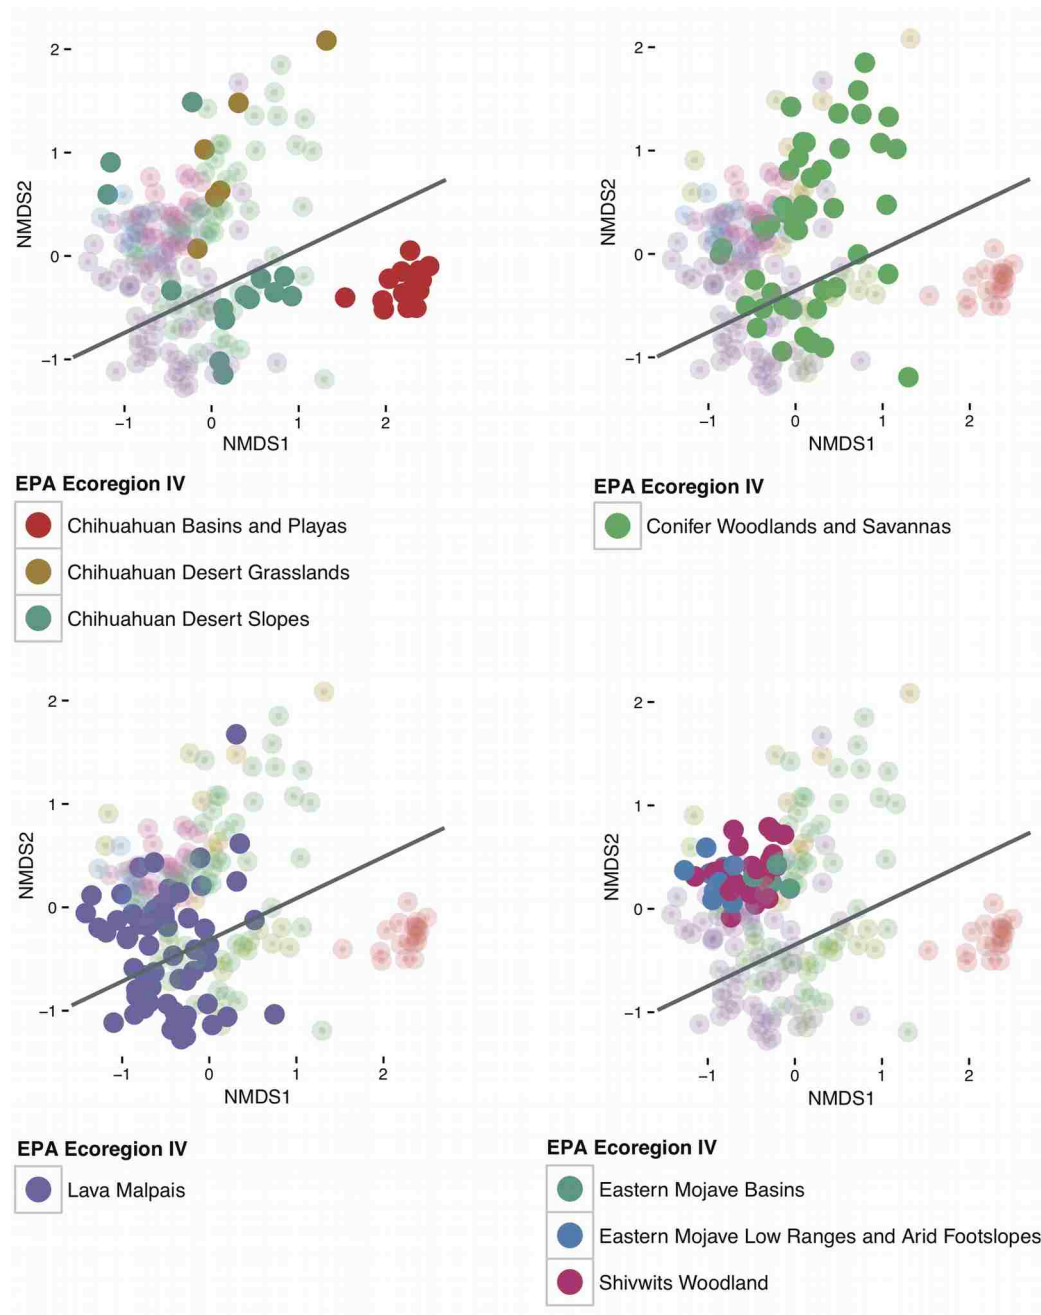 2
1
0
−1
NMDS2
−1 0 1 2
NMDS1
EPA Ecoregion IV
Chihuahuan Basins and Playas
Chihuahuan Desert Grasslands
Chihuahuan Desert Slopes
2
1
0
−1
NMDS2
−1 0 1 2
NMDS1
EPA Ecoregion IV
Conifer Woodlands and Savannas
2
1
0
−1
NMDS2
−1 0 1 2
NMDS1
EPA Ecoregion IV
Lava Malpais
2
1
0
−1
NMDS2
−1 0 1 2
NMDS1
EPA Ecoregion IV
Eastern Mojave Basins
Eastern Mojave Low Ranges and Arid Footslopes
Shivwits Woodland